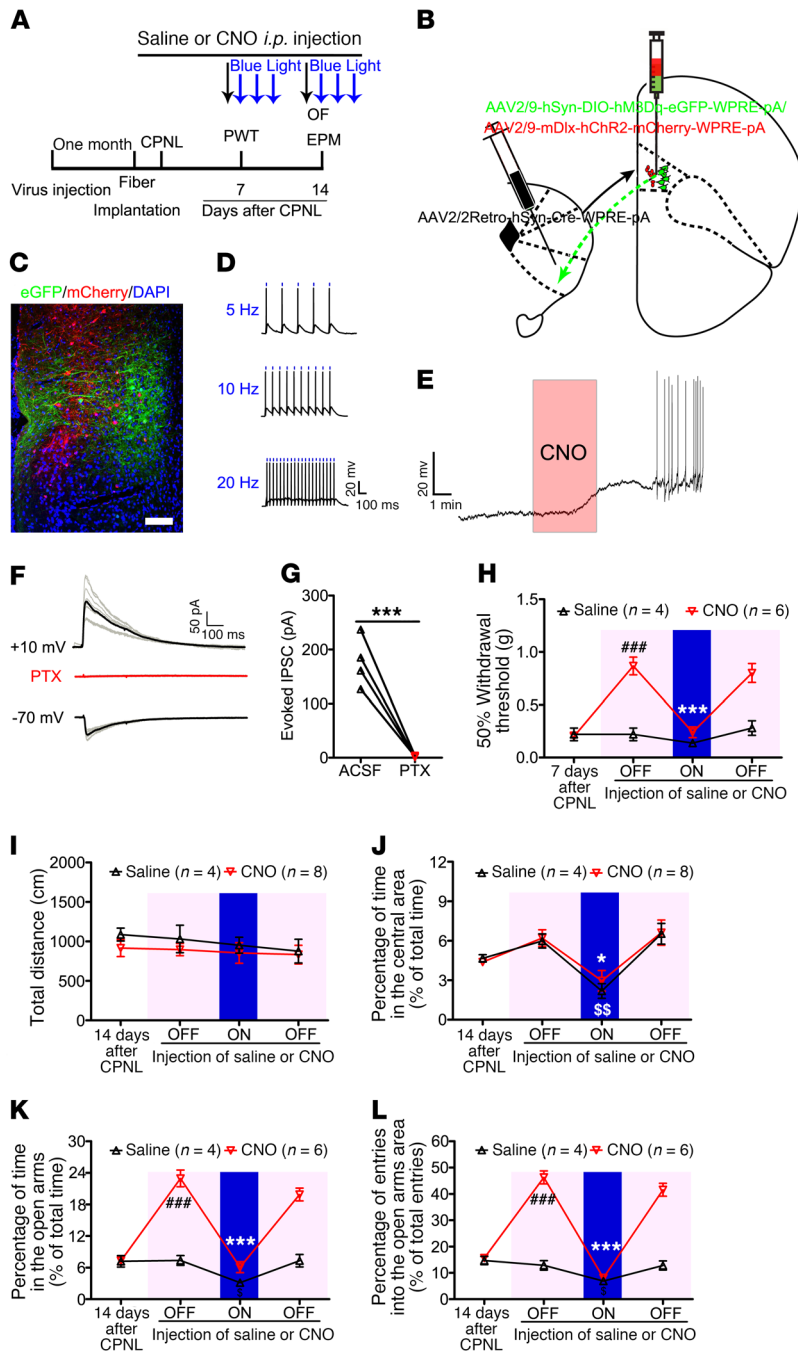 A
Saline or CNO i.p. injection
Blue Light Blue Light
OF
One month CPNL PWT EPM
Virus injection Fiber 7 14
Implantation Days after CPNL
B
AAV2/9-hSyn-DIO-hM3Dq-eGFP-WPRE-pA/
AAV2/9-mDlx-hChR2-mCherry-WPRE-pA
AAV2/2Retro-hSyn-Cre-WPRE-pA
C
eGFP/mCherry/DAPI
D
5 Hz
10 Hz
20 Hz
20 mv
100 ms
E
CNO
20 mv
1 min
F
50 pA
100 ms
+10 mV
PTX
-70 mV
G
Evoked IPSC (pA)
300
200
100
0
***
ACSF PTX
H
Saline (n = 4) CNO (n = 6)
50% Withdrawal
threshold (g)
1.5
1.0
0.5
0.0
###
***
7 days
after
CPNL
OFF ON OFF
Injection of saline or CNO
I
Saline (n = 4) CNO (n = 8)
Total distance (cm)
2000
1500
1000
500
0
14 days
after
CPNL
OFF ON OFF
Injection of saline or CNO
J
Saline (n = 4) CNO (n = 8)
Percentage of time
in the central area
(% of total time)
12
9
6
3
0
*
$$
14 days
after
CPNL
OFF ON OFF
Injection of saline or CNO
K
Saline (n = 4) CNO (n = 6)
Percentage of time
in the open arms
(% of total time)
30
24
18
12
6
0
###
***
14 days
after
CPNL
OFF ON OFF
Injection of saline or CNO
L
Saline (n = 4) CNO (n = 6)
Percentage of entries
into the open arms area
(% of total entries)
60
50
40
30
20
10
0
###
***
14 days
after
CPNL
OFF ON OFF
Injection of saline or CNO